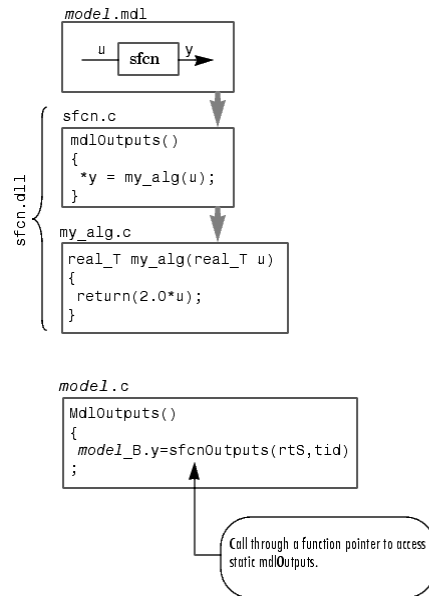 model.mdl
u
sfcn
y
sfcn.dll
sfcn.c
mdlOutputs()
{
*y = my_alg(u);
}
my_alg.c
real_T my_alg(real_T u)
{
return(2.0*u);
}
model.c
MdlOutputs()
{
model_B.y=sfcnOutputs(rtS,tid)
;
Call through a function pointer to access
static mdlOutputs.